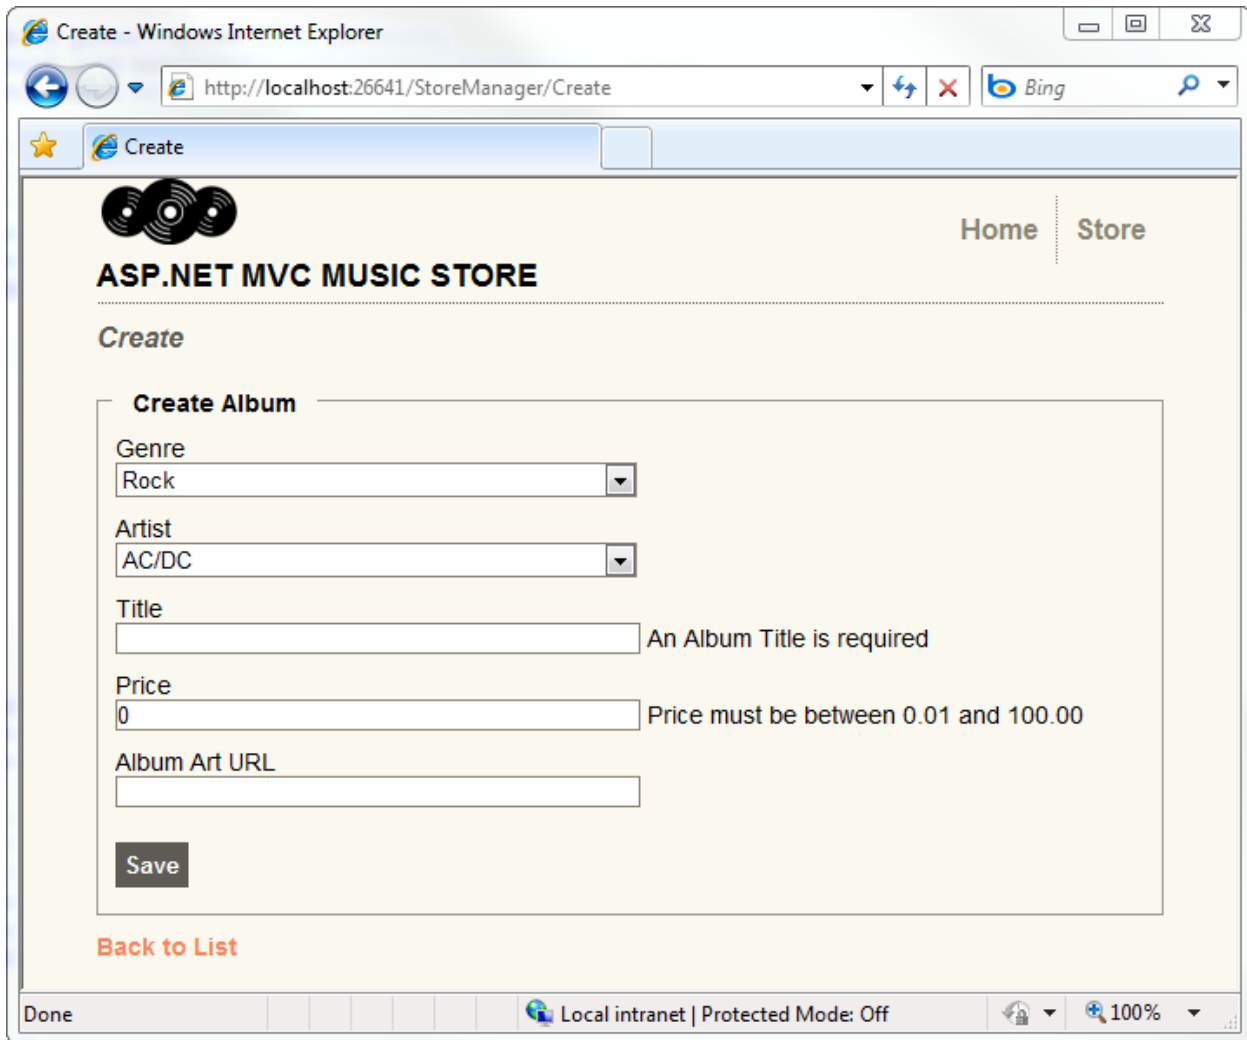 Create - Windows Internet Explorer
http://localhost:26641/StoreManager/Create
Bing
Create
Home Store
ASP.NET MVC MUSIC STORE
Create
Create Album
Genre
Rock
Artist
AC/DC
Title
An Album Title is required
Price
0 Price must be between 0.01 and 100.00
Album Art URL
Save
Back to List
Done Local intranet | Protected Mode: Off 100%